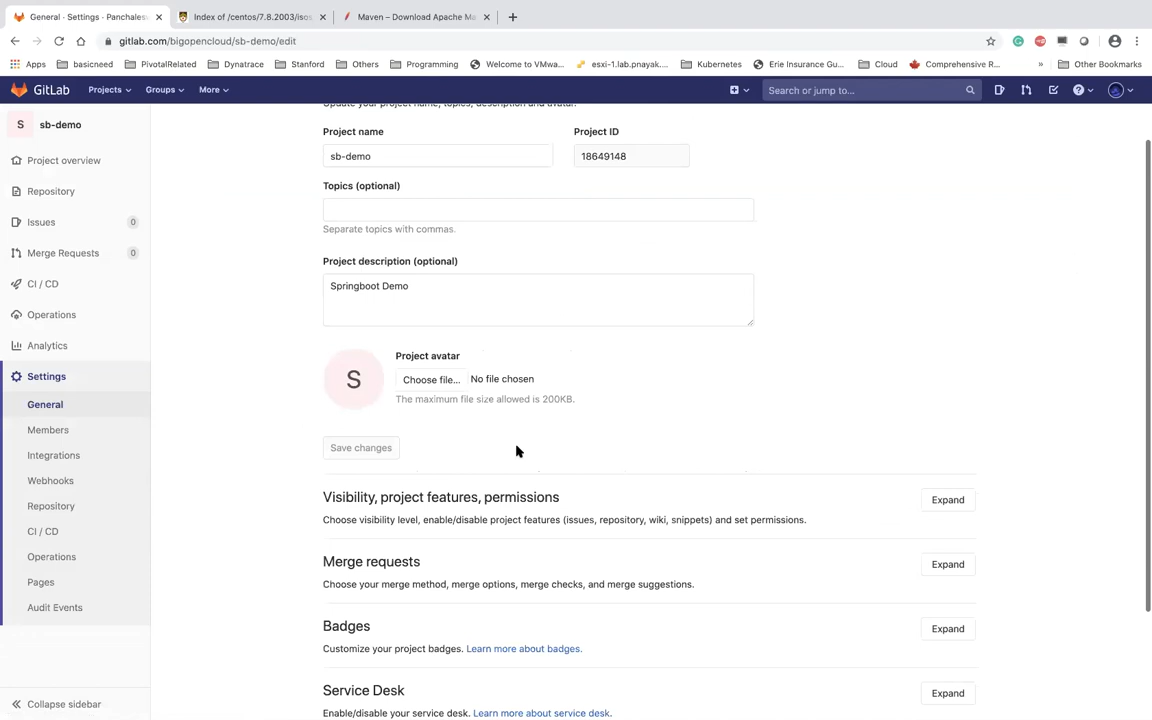 General · Settings · Panchales
Index of /centos/7.8.2003/isos
Maven – Download Apache Ma
gitlab.com/bigopencloud/sb-demo/edit
Apps
basicneed
PivotalRelated
Dynatrace
Stanford
Others
Programming
Welcome to VMwa...
esxi-1.lab.pnayak....
Kubernetes
Erie Insurance Gu...
Cloud
Comprehensive R...
»
Other Bookmarks
GitLab
Projects
Groups
More
Search or jump to...
S
sb-demo
Update your project name, topics, description and avatar.
Project name
Project ID
sb-demo
18649148
Topics (optional)
Separate topics with commas.
Project description (optional)
Springboot Demo
S
Project avatar
Choose file...
No file chosen
The maximum file size allowed is 200KB.
Save changes
Visibility, project features, permissions
Expand
Choose visibility level, enable/disable project features (issues, repository, wiki, snippets) and set permissions.
Merge requests
Expand
Choose your merge method, merge options, merge checks, and merge suggestions.
Badges
Expand
Customize your project badges. Learn more about badges.
Service Desk
Expand
Enable/disable your service desk. Learn more about service desk.
Project overview
Repository
Issues
0
Merge Requests
0
CI / CD
Operations
Analytics
Settings
General
Members
Integrations
Webhooks
Repository
CI / CD
Operations
Pages
Audit Events
Collapse sidebar